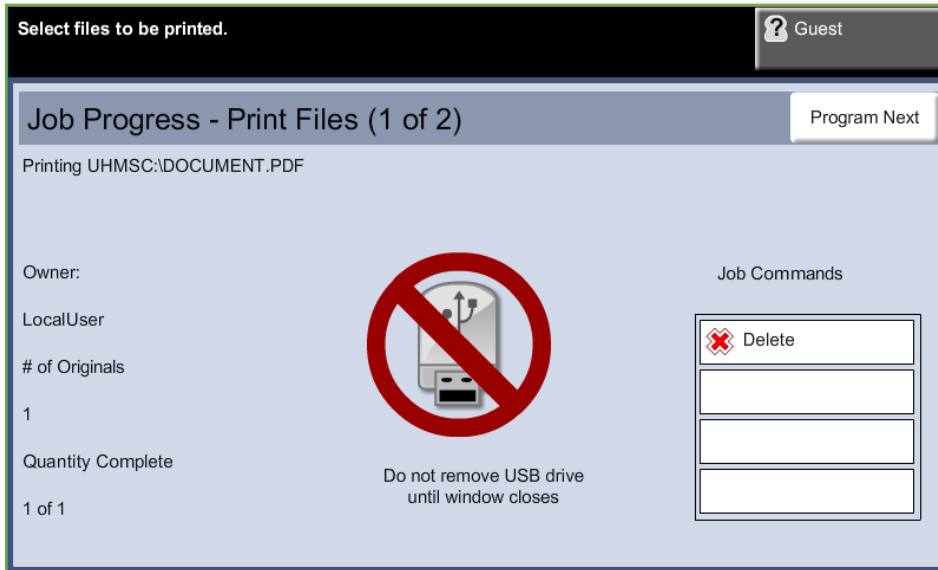 Select files to be printed.
? Guest
Job Progress - Print Files (1 of 2)
Program Next
Printing UHMSC:\DOCUMENT.PDF
Owner:
LocalUser
# of Originals
1
Quantity Complete
1 of 1
Do not remove USB drive
until window closes
Job Commands
Delete